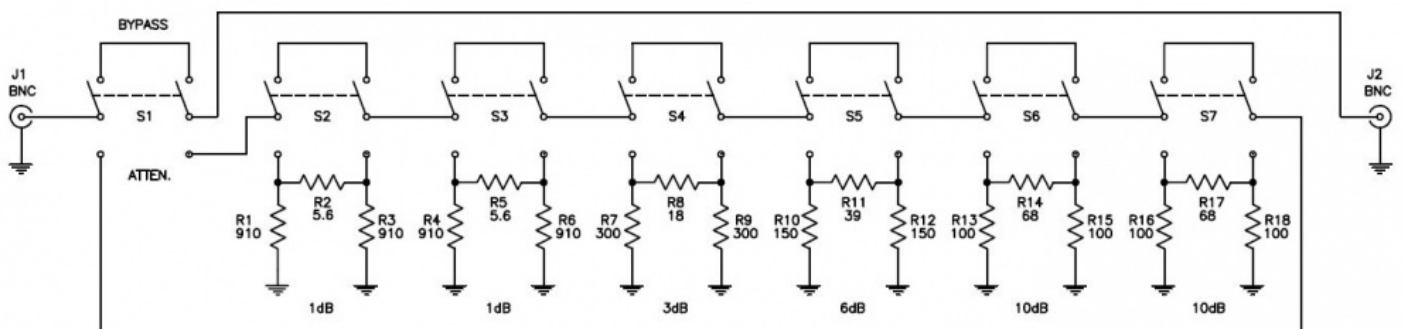 BYPASS
J1
BNC
J2
BNC
S1
S2
S3
S4
S5
S6
S7
ATTEN.
R2
5.6
R5
5.6
R8
18
R11
39
R14
68
R17
68
R1
910
R3
910
R4
910
R6
910
R7
300
R9
300
R10
150
R12
150
R13
100
R15
100
R16
100
R18
100
1dB
1dB
3dB
6dB
10dB
10dB